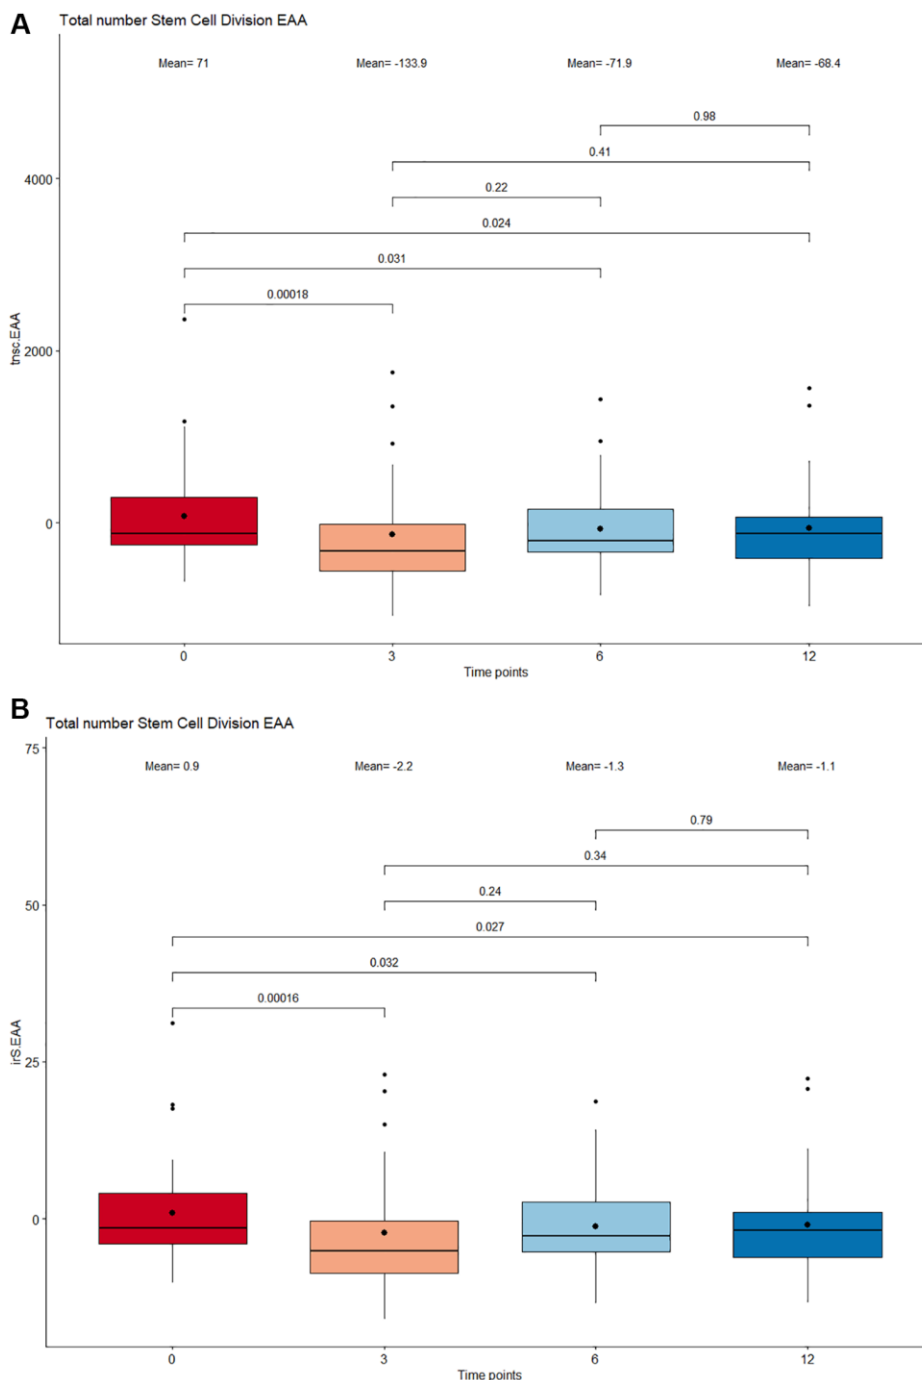 A
Total number Stem Cell Division EAA
Mean= 71 Mean= -133.9 Mean= -71.9 Mean= -68.4
0.98
0.41
4000
0.22
0.024
0.031
0.00018
tnsc.EAA
2000
0
0 3 6 12
Time points
B
Total number Stem Cell Division EAA
75
Mean= 0.9 Mean= -2.2 Mean= -1.3 Mean= -1.1
0.79
0.34
50
0.24
0.027
0.032
0.00016
irS.EAA
25
0
0 3 6 12
Time points